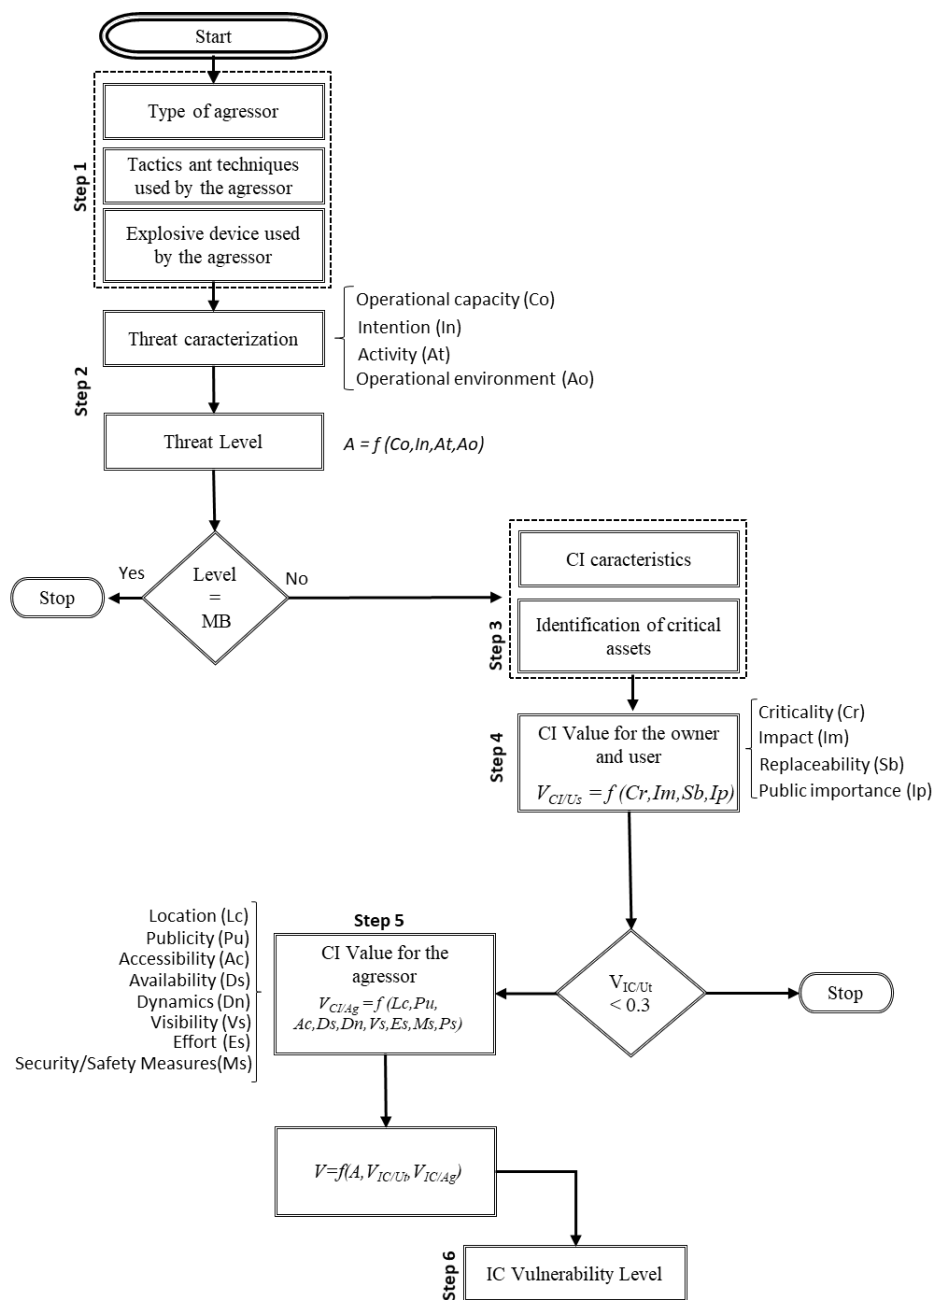 Start
Step 1
Type of agressor
Tactics ant techniques
used by the agressor
Explosive device used
by the agressor
Step 2
Threat caracterization
Operational capacity (Co)
Intention (In)
Activity (At)
Operational environment (Ao)
Threat Level
A = f (Co,In,At,Ao)
Level
=
MB
Yes
No
Stop
Step 3
CI caracteristics
Identification of critical
assets
Step 4
CI Value for the owner
and user
V_CI/Us = f (Cr,Im,Sb,Ip)
Criticality (Cr)
Impact (Im)
Replaceability (Sb)
Public importance (Ip)
V_IC/Ut
< 0.3
Stop
Step 5
CI Value for the
agressor
V_CI/Ag = f (Lc,Pu,
Ac,Ds,Dn,Vs,Es,Ms,Ps)
Location (Lc)
Publicity (Pu)
Accessibility (Ac)
Availability (Ds)
Dynamics (Dn)
Visibility (Vs)
Effort (Es)
Security/Safety Measures(Ms)
V=f(A,V_IC/Ut,V_IC/Ag)
Step 6
IC Vulnerability Level